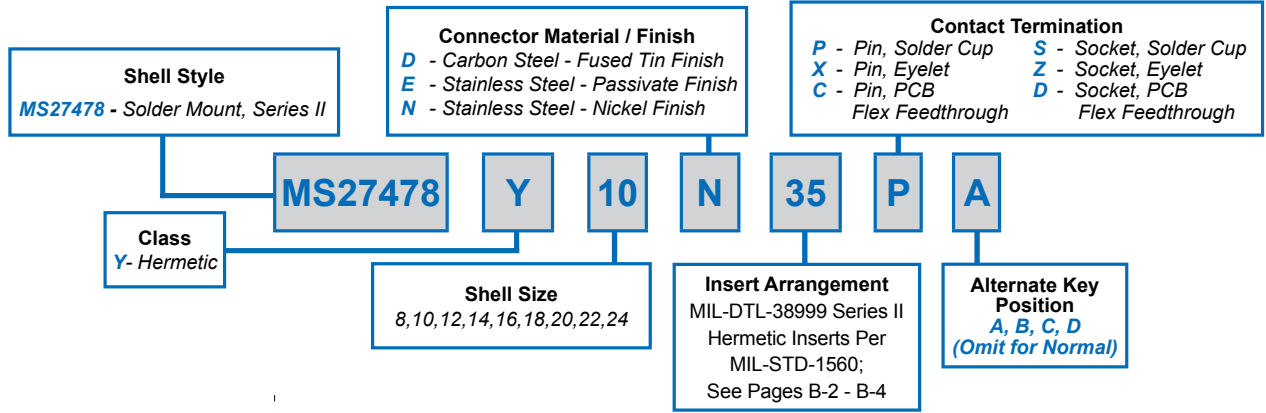 Shell Style
MS27478 - Solder Mount, Series II
Connector Material / Finish
D - Carbon Steel - Fused Tin Finish
E - Stainless Steel - Passivate Finish
N - Stainless Steel - Nickel Finish
Contact Termination
P - Pin, Solder Cup
X - Pin, Eyelet
C - Pin, PCB
Flex Feedthrough
S - Socket, Solder Cup
Z - Socket, Eyelet
D - Socket, PCB
Flex Feedthrough
MS27478 Y 10 N 35 P A
Class
Y- Hermetic
Shell Size
8,10,12,14,16,18,20,22,24
Insert Arrangement
MIL-DTL-38999 Series II
Hermetic Inserts Per
MIL-STD-1560;
See Pages B-2 - B-4
Alternate Key
Position
A, B, C, D
(Omit for Normal)